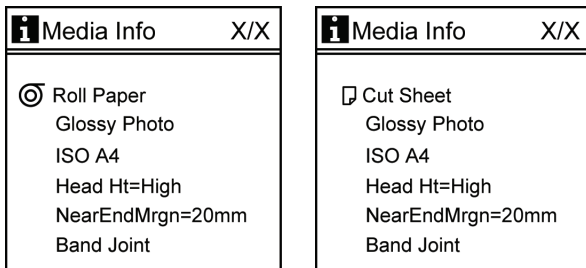 i Media Info X/X
Roll Paper
Glossy Photo
ISO A4
Head Ht=High
NearEndMrgn=20mm
Band Joint
i Media Info X/X
Cut Sheet
Glossy Photo
ISO A4
Head Ht=High
NearEndMrgn=20mm
Band Joint